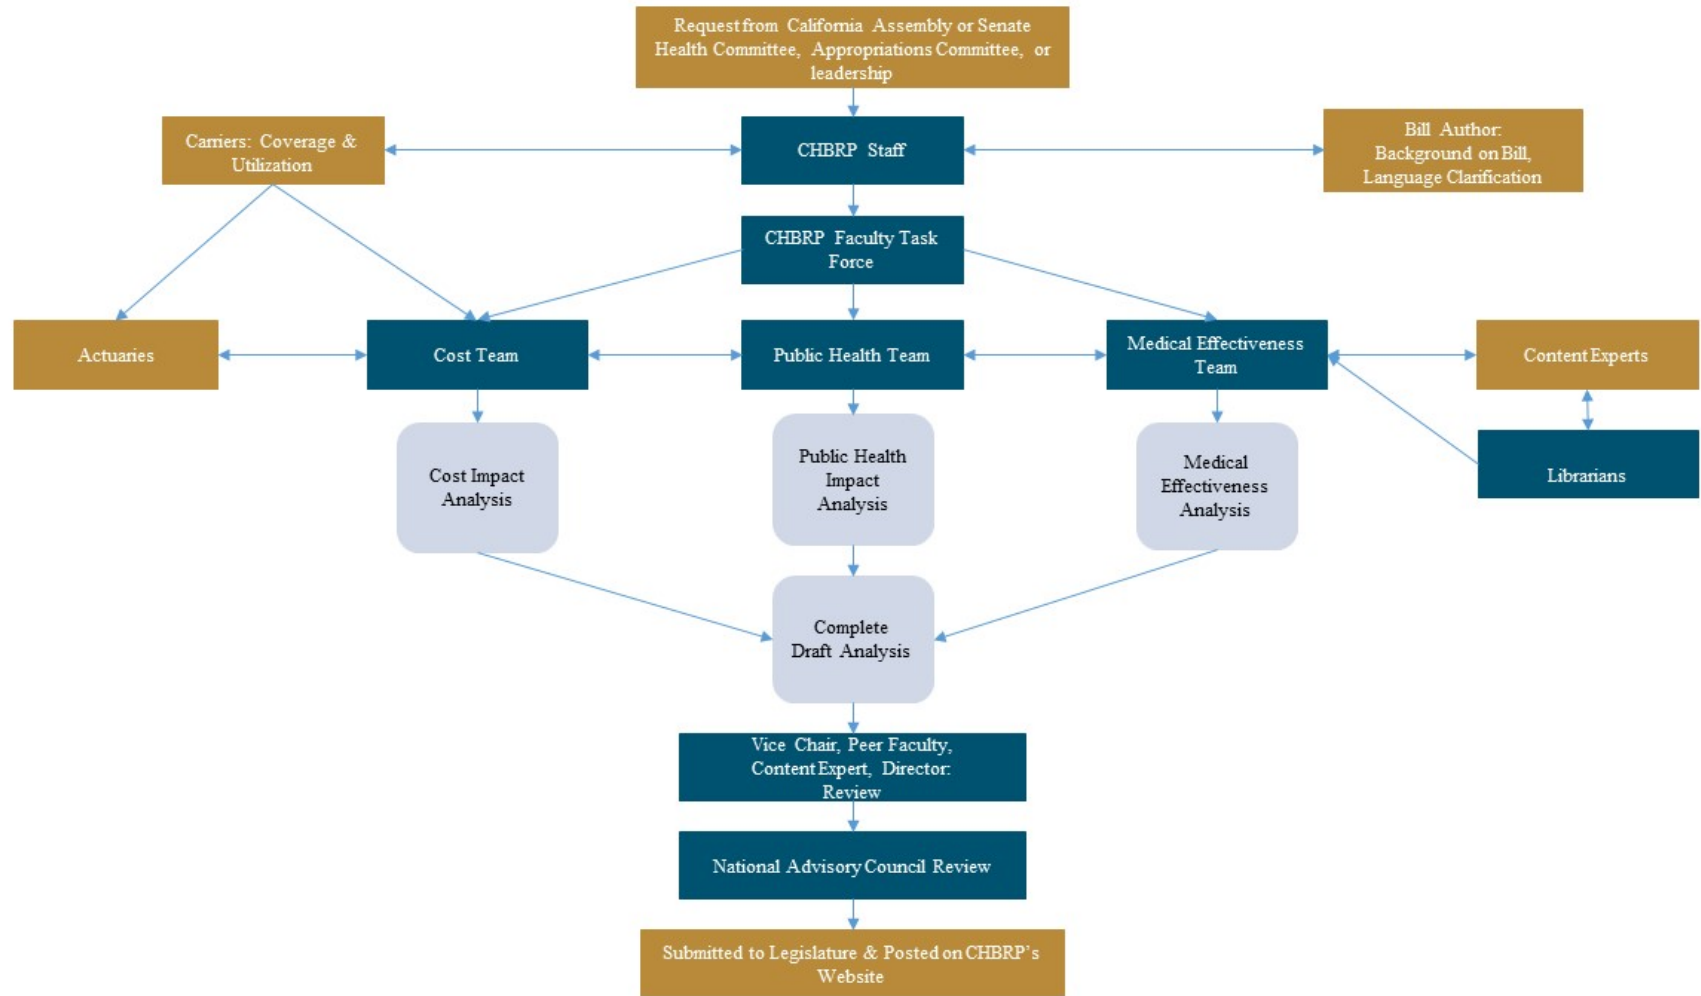 Request from California Assembly or Senate
Health Committee, Appropriations Committee, or
leadership
Carriers: Coverage &
Utilization
CHBRP Staff
Bill Author:
Background on Bill,
Language Clarification
CHBRP Faculty Task
Force
Actuaries
Cost Team
Public Health Team
Medical Effectiveness
Team
Content Experts
Cost Impact
Analysis
Public Health
Impact
Analysis
Medical
Effectiveness
Analysis
Librarians
Complete
Draft Analysis
Vice Chair, Peer Faculty,
Content Expert, Director:
Review
National Advisory Council Review
Submitted to Legislature & Posted on CHBRP's
Website